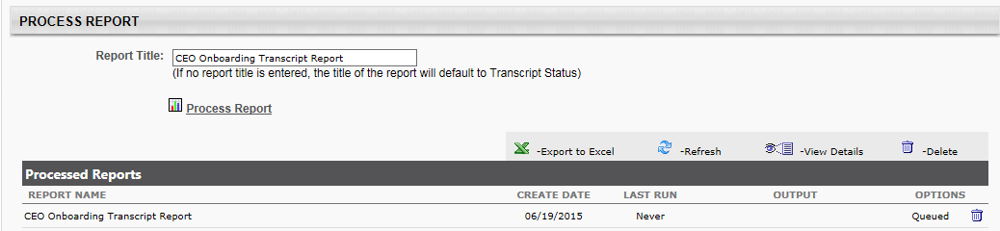 PROCESS REPORT
Report Title: CEO Onboarding Transcript Report
(If no report title is entered, the title of the report will default to Transcript Status)
Process Report
-Export to Excel -Refresh -View Details -Delete
Processed Reports
REPORT NAME CREATE DATE LAST RUN OUTPUT OPTIONS
CEO Onboarding Transcript Report 06/19/2015 Never Queued